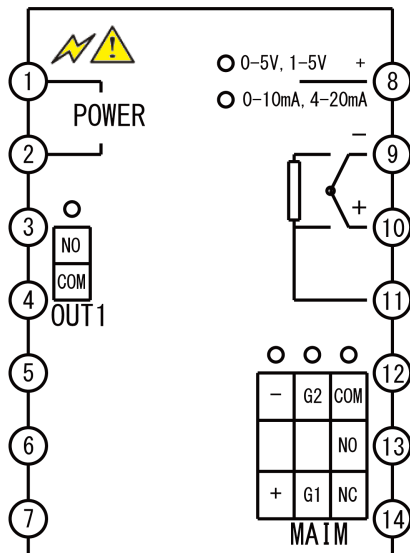 1
0-5V, 1-5V +
8
POWER
0-10mA, 4-20mA
2
−
9
3
NO
+
10
4
COM
OUT1
11
5
− G2 COM
12
6
NO
13
7
+ G1 NC
14
MAIM